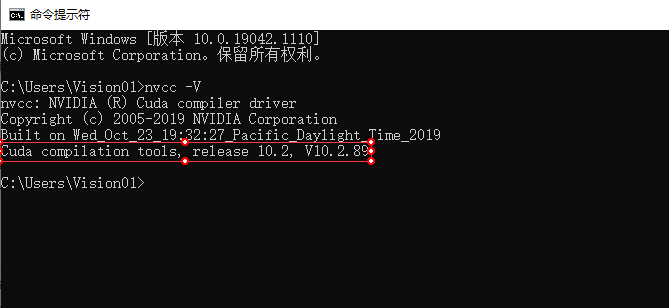 命令提示符
Microsoft Windows [版本 10.0.19042.1110]
(c) Microsoft Corporation。保留所有权利。
C:\Users\Vision01>nvcc -V
nvcc: NVIDIA (R) Cuda compiler driver
Copyright (c) 2005-2019 NVIDIA Corporation
Built on Wed_Oct_23_19:32:27_Pacific_Daylight_Time_2019
Cuda compilation tools, release 10.2, V10.2.89
C:\Users\Vision01>